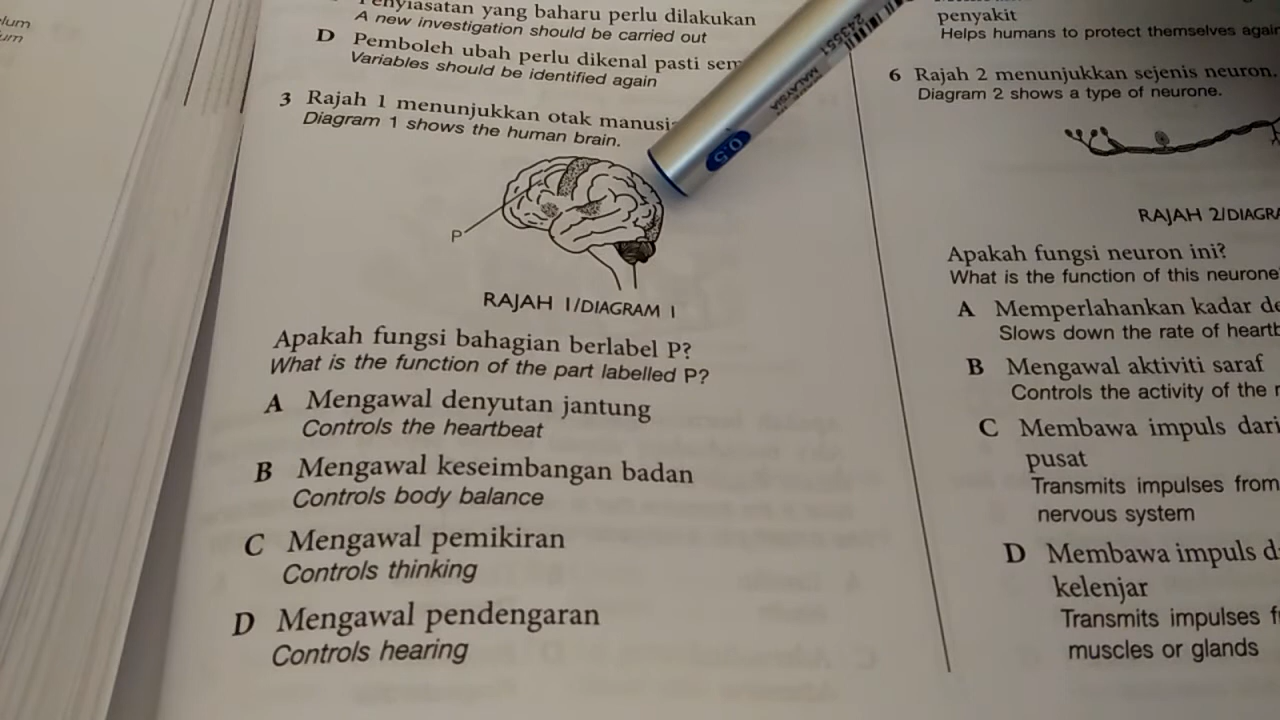 lum
um
Penyiasatan yang baharu perlu dilakukan
A new investigation should be carried out
D Pemboleh ubah perlu dikenal pasti sem
Variables should be identified again
3 Rajah 1 menunjukkan otak manusia
Diagram 1 shows the human brain.
P
RAJAH 1/DIAGRAM 1
Apakah fungsi bahagian berlabel P?
What is the function of the part labelled P?
A Mengawal denyutan jantung
Controls the heartbeat
B Mengawal keseimbangan badan
Controls body balance
C Mengawal pemikiran
Controls thinking
D Mengawal pendengaran
Controls hearing
243551
MALAYSIA
0.5
penyakit
Helps humans to protect themselves again
6 Rajah 2 menunjukkan sejenis neuron.
Diagram 2 shows a type of neurone.
RAJAH 2/DIAGRA
Apakah fungsi neuron ini?
What is the function of this neurone
A Memperlahankan kadar de
Slows down the rate of heartb
B Mengawal aktiviti saraf
Controls the activity of the n
C Membawa impuls dari
pusat
Transmits impulses from
nervous system
D Membawa impuls d
kelenjar
Transmits impulses f
muscles or glands